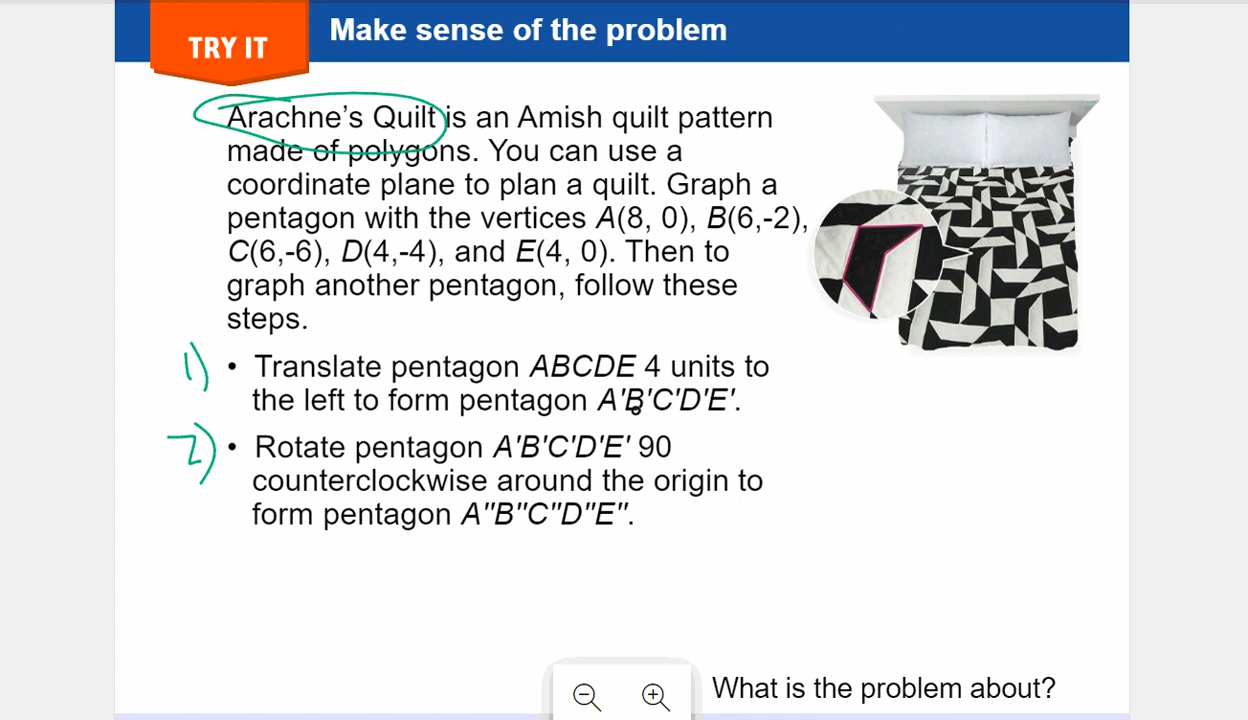 TRY IT
Make sense of the problem
Arachne's Quilt is an Amish quilt pattern
made of polygons. You can use a
coordinate plane to plan a quilt. Graph a
pentagon with the vertices A(8, 0), B(6,-2),
C(6,-6), D(4,-4), and E(4, 0). Then to
graph another pentagon, follow these
steps.
1)
• Translate pentagon ABCDE 4 units to
the left to form pentagon A'B'C'D'E'.
2)
• Rotate pentagon A'B'C'D'E' 90
counterclockwise around the origin to
form pentagon A"B"C"D"E".
What is the problem about?